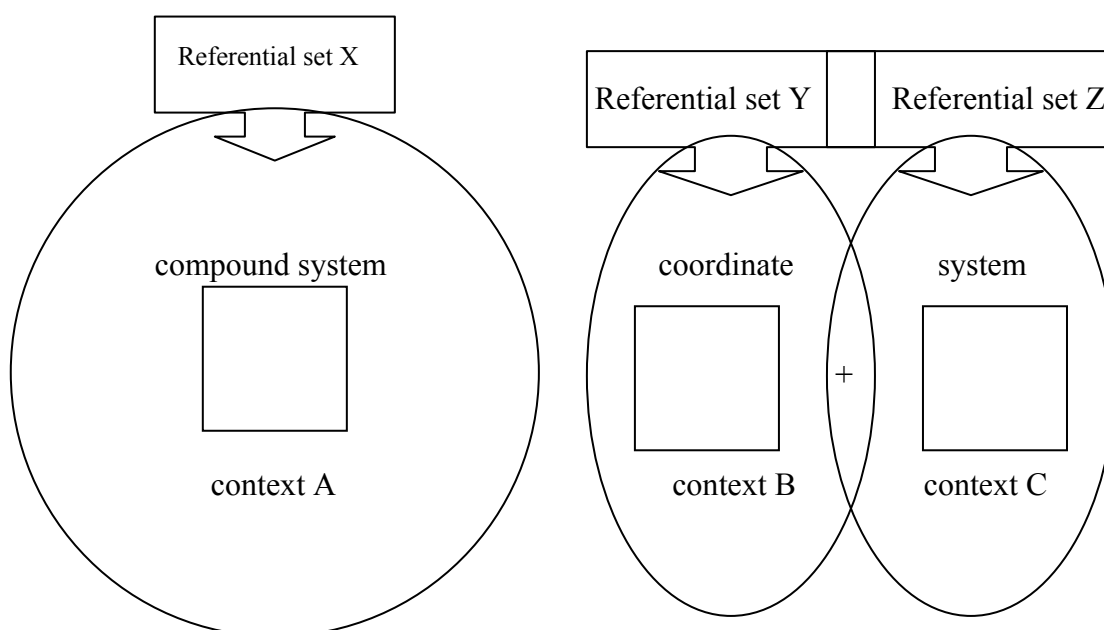 Referential set X
compound system
context A
Referential set Y
Referential set Z
coordinate
system
+
context B
context C